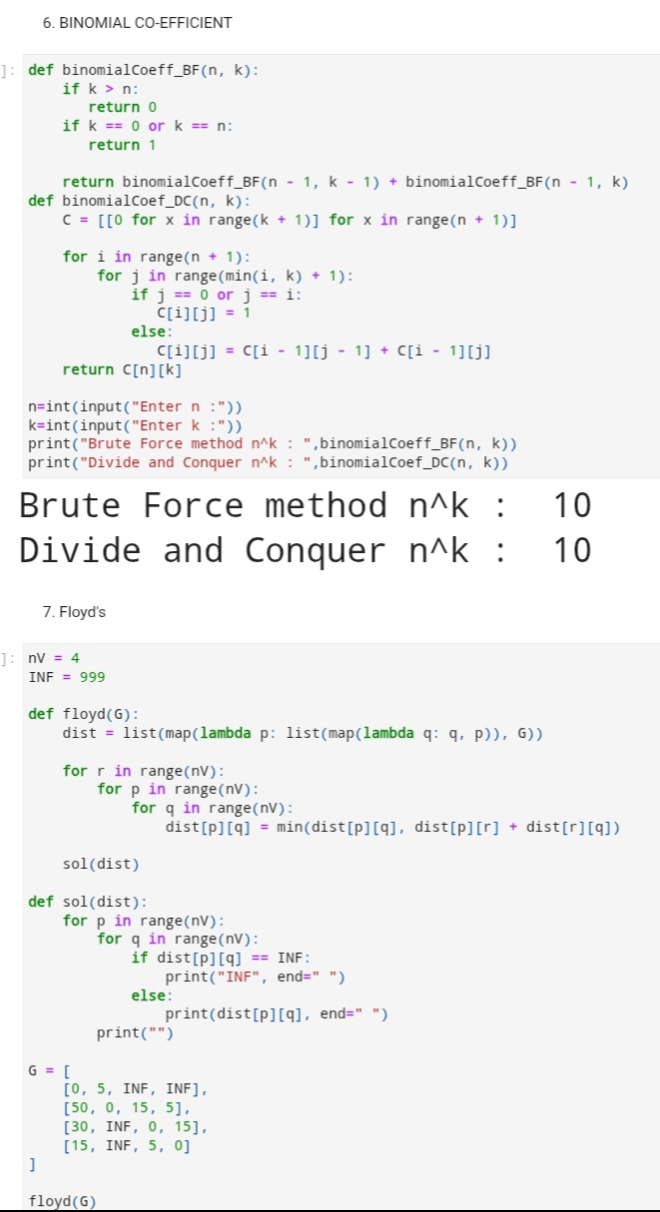 6. BINOMIAL CO-EFFICIENT
]: def binomialCoeff_BF(n, k):
    if k > n:
       return 0
    if k == 0 or k == n:
       return 1

    return binomialCoeff_BF(n - 1, k - 1) + binomialCoeff_BF(n - 1, k)
def binomialCoef_DC(n, k):
    C = [[0 for x in range(k + 1)] for x in range(n + 1)]

    for i in range(n + 1):
        for j in range(min(i, k) + 1):
            if j == 0 or j == i:
               C[i][j] = 1
            else:
               C[i][j] = C[i - 1][j - 1] + C[i - 1][j]
    return C[n][k]

n=int(input("Enter n :"))
k=int(input("Enter k :"))
print("Brute Force method n^k : ",binomialCoeff_BF(n, k))
print("Divide and Conquer n^k : ",binomialCoef_DC(n, k))
Brute Force method n^k :  10
Divide and Conquer n^k :  10
7. Floyd's
]: nV = 4
INF = 999

def floyd(G):
    dist = list(map(lambda p: list(map(lambda q: q, p)), G))

    for r in range(nV):
        for p in range(nV):
            for q in range(nV):
                dist[p][q] = min(dist[p][q], dist[p][r] + dist[r][q])

    sol(dist)

def sol(dist):
    for p in range(nV):
        for q in range(nV):
            if dist[p][q] == INF:
                print("INF", end=" ")
            else:
                print(dist[p][q], end=" ")
        print("")

G = [
    [0, 5, INF, INF],
    [50, 0, 15, 5],
    [30, INF, 0, 15],
    [15, INF, 5, 0]
]

floyd(G)